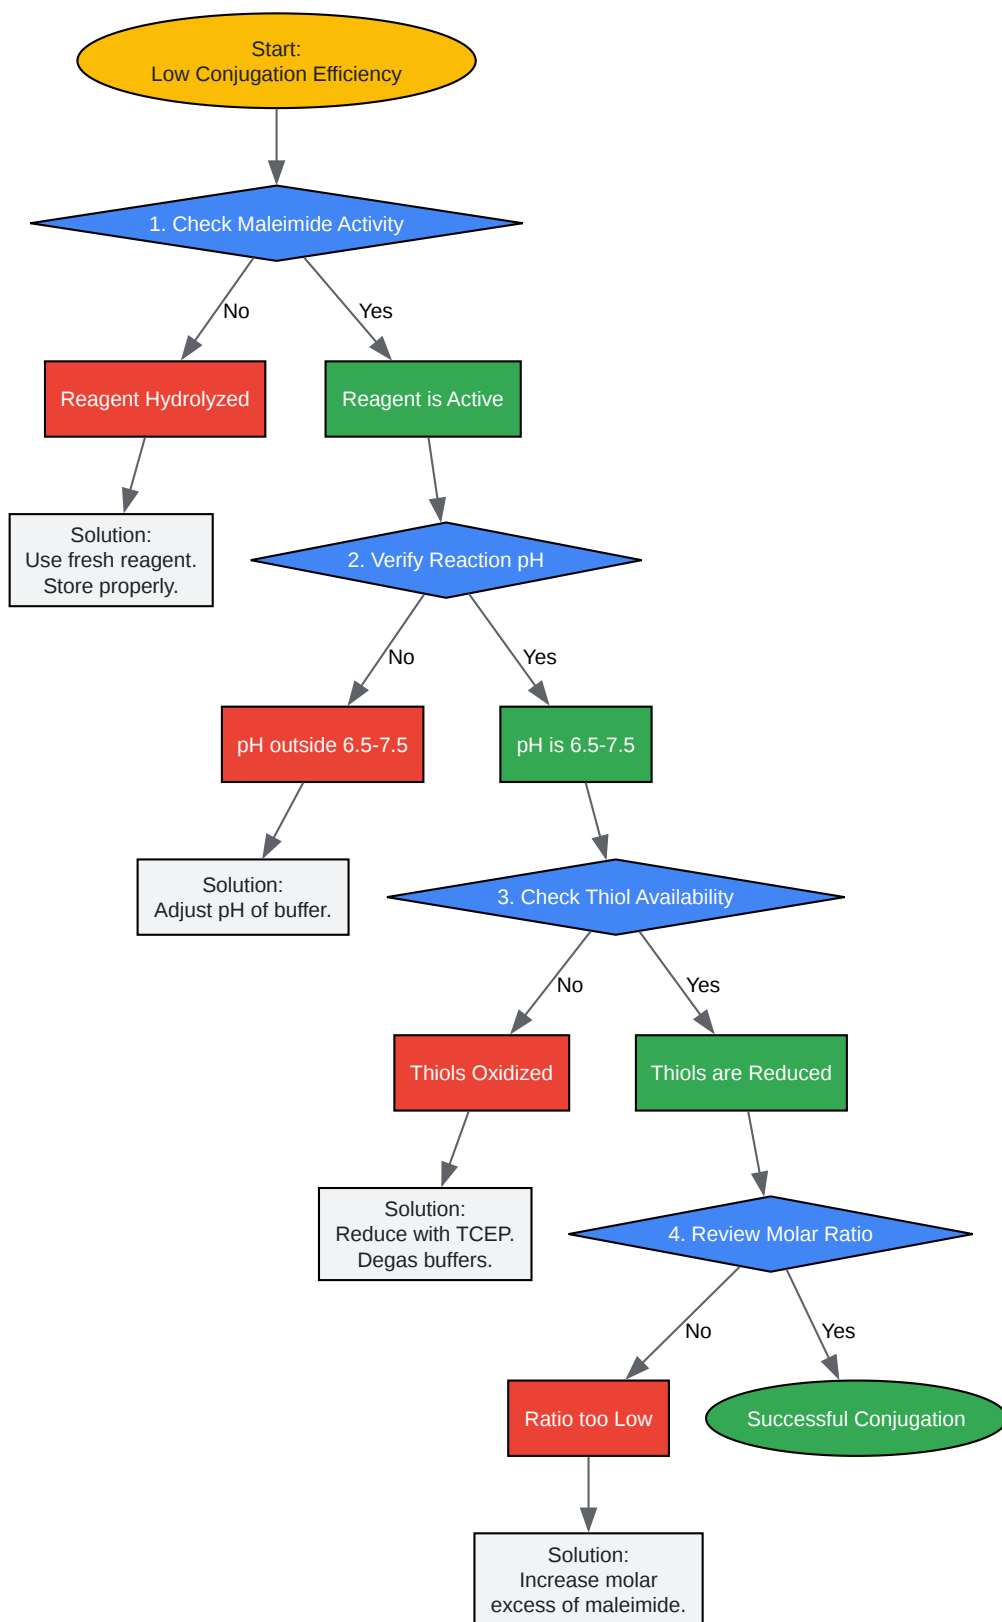 Start:
Low Conjugation Efficiency
1. Check Maleimide Activity
No
Yes
Reagent Hydrolyzed
Reagent is Active
Solution:
Use fresh reagent.
Store properly.
2. Verify Reaction pH
No
Yes
pH outside 6.5-7.5
pH is 6.5-7.5
Solution:
Adjust pH of buffer.
3. Check Thiol Availability
No
Yes
Thiols Oxidized
Thiols are Reduced
Solution:
Reduce with TCEP.
Degas buffers.
4. Review Molar Ratio
No
Yes
Ratio too Low
Successful Conjugation
Solution:
Increase molar
excess of maleimide.